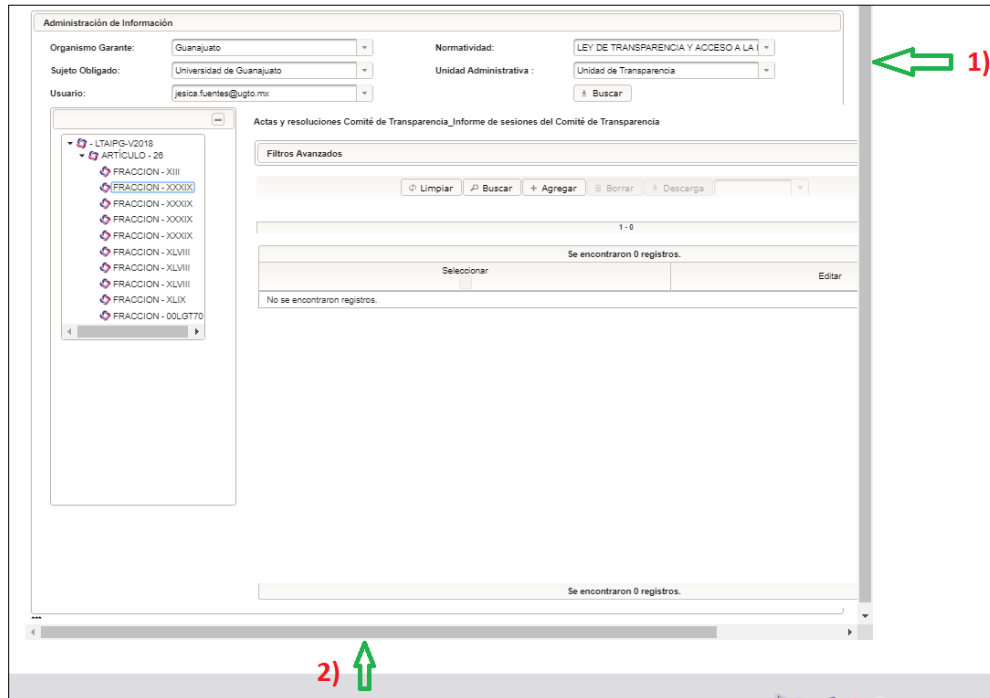 Administración de Información
Organismo Garante: Guanajuato Normatividad: LEY DE TRANSPARENCIA Y ACCESO A LA I
1)
Sujeto Obligado: Universidad de Guanajuato Unidad Administrativa : Unidad de Transparencia
Usuario: jesica.fuentes@ugto.mx Buscar
Actas y resoluciones Comité de Transparencia_Informe de sesiones del Comité de Transparencia
- LTAIPG-V2018
ARTÍCULO - 26
FRACCION - XIII
FRACCION - XXXIX
FRACCION - XXXIX
FRACCION - XXXIX
FRACCION - XXXIX
FRACCION - XLVIII
FRACCION - XLVIII
FRACCION - XLVIII
FRACCION - XLIX
FRACCION - 00LGT70
Filtros Avanzados
Limpiar Buscar + Agregar Borrar Descarga
1 - 0
Se encontraron 0 registros.
Seleccionar Editar
No se encontraron registros.
Se encontraron 0 registros.
2)